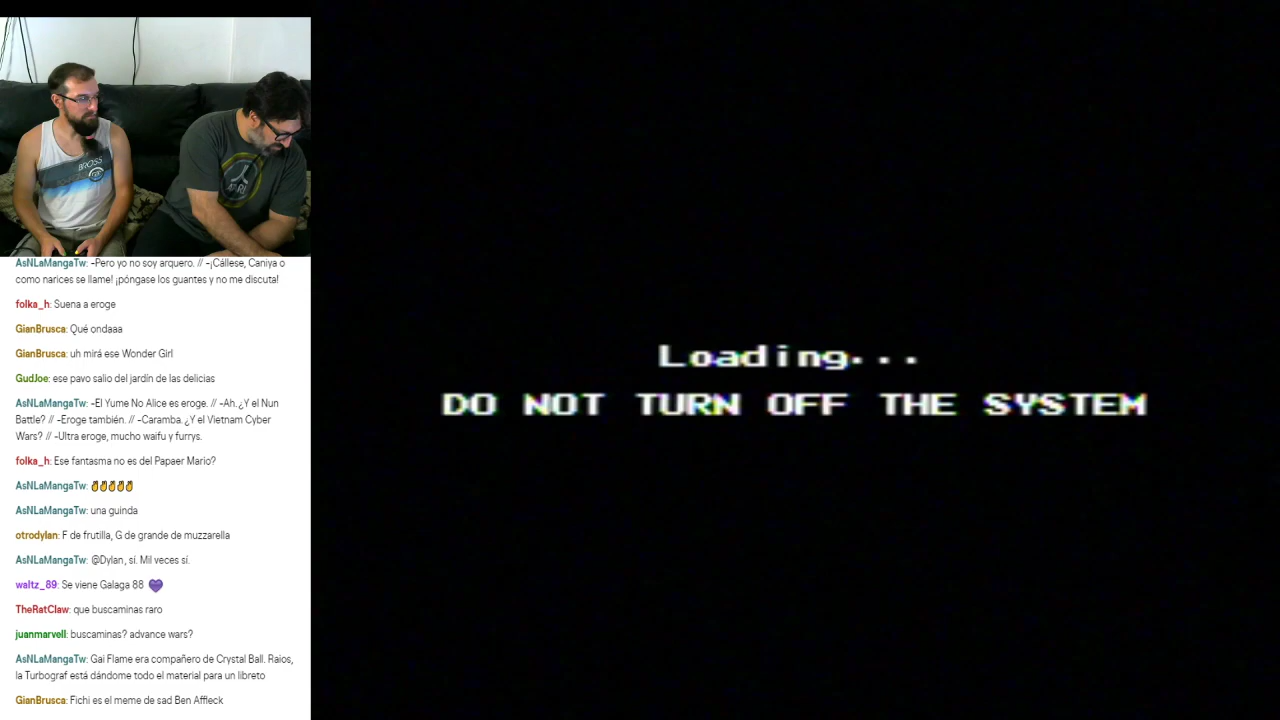 BROSS
ATARI
AsNLaMangaTw: -Pero yo no soy arquero. // -¡Cállese, Caniya o
como narices se llame! ¡póngase los guantes y no me discuta!
folka_h: Suena a eroge
GianBrusca: Qué ondaaa
GianBrusca: uh mirá ese Wonder Girl
GudJoe: ese pavo salio del jardín de las delicias
AsNLaMangaTw: -El Yume No Alice es eroge. // -Ah. ¿Y el Nun
Battle? // -Eroge también. // -Caramba. ¿Y el Vietnam Cyber
Wars? // -Ultra eroge, mucho waifu y furrys.
folka_h: Ese fantasma no es del Papaer Mario?
AsNLaMangaTw: ✌✌✌✌✌
AsNLaMangaTw: una guinda
otrodylan: F de frutilla, G de grande de muzzarella
AsNLaMangaTw: @Dylan, sí. Mil veces sí.
waltz_89: Se viene Galaga 88 💜
TheRatClaw: que buscaminas raro
juanmarvell: buscaminas? advance wars?
AsNLaMangaTw: Gai Flame era compañero de Crystal Ball. Raios,
la Turbograf está dándome todo el material para un libreto
GianBrusca: Fichi es el meme de sad Ben Affleck
Loading...
DO NOT TURN OFF THE SYSTEM